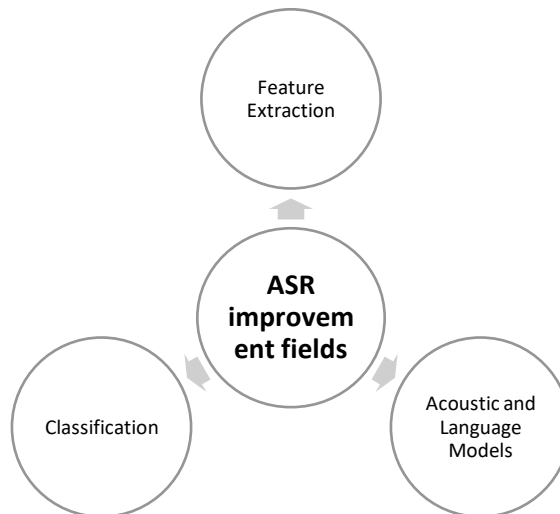 Feature
Extraction
ASR
improvem
ent fields
Classification
Acoustic and
Language
Models